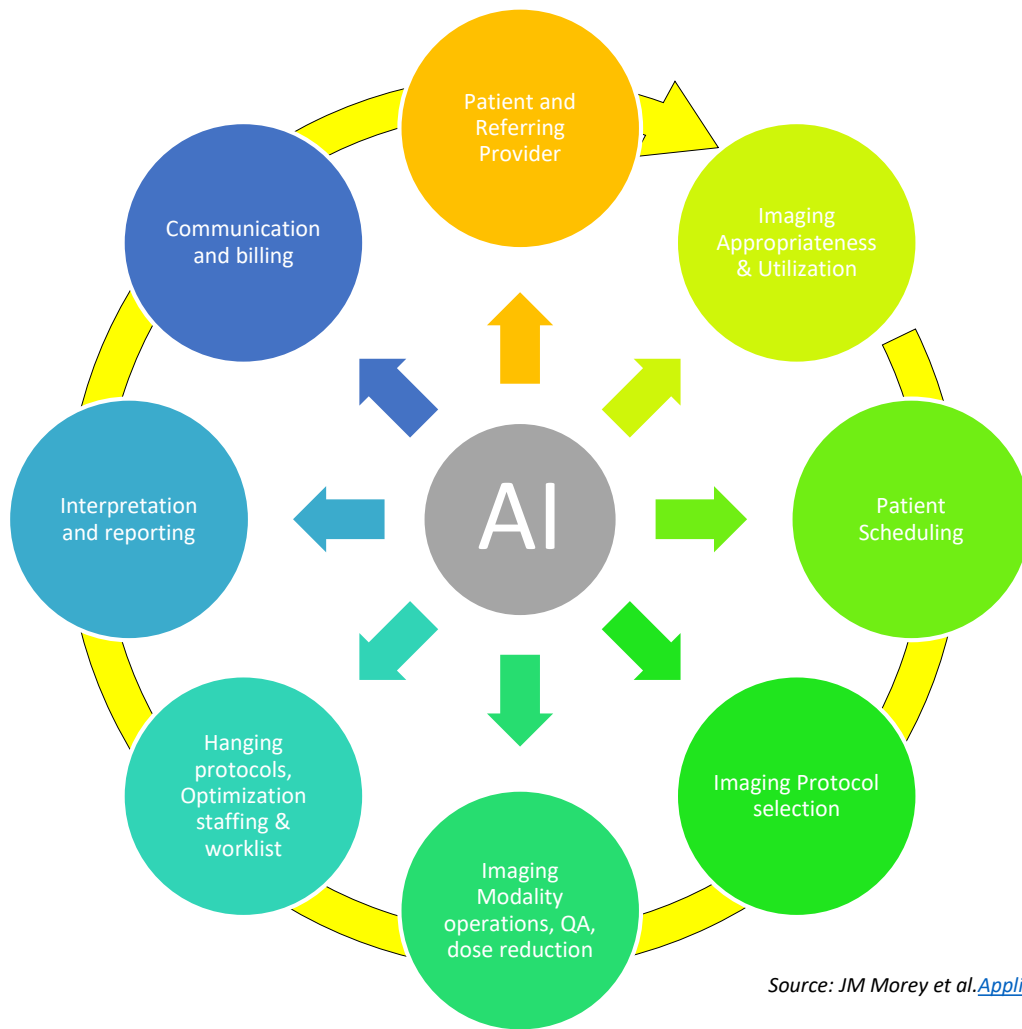 Patient and
Referring
Provider
Imaging
Appropriateness
& Utilization
Patient
Scheduling
Imaging Protocol
selection
Imaging
Modality
operations, QA,
dose reduction
Hanging
protocols,
Optimization
staffing &
worklist
Interpretation
and reporting
Communication
and billing
AI
Source: JM Morey et al.Appli